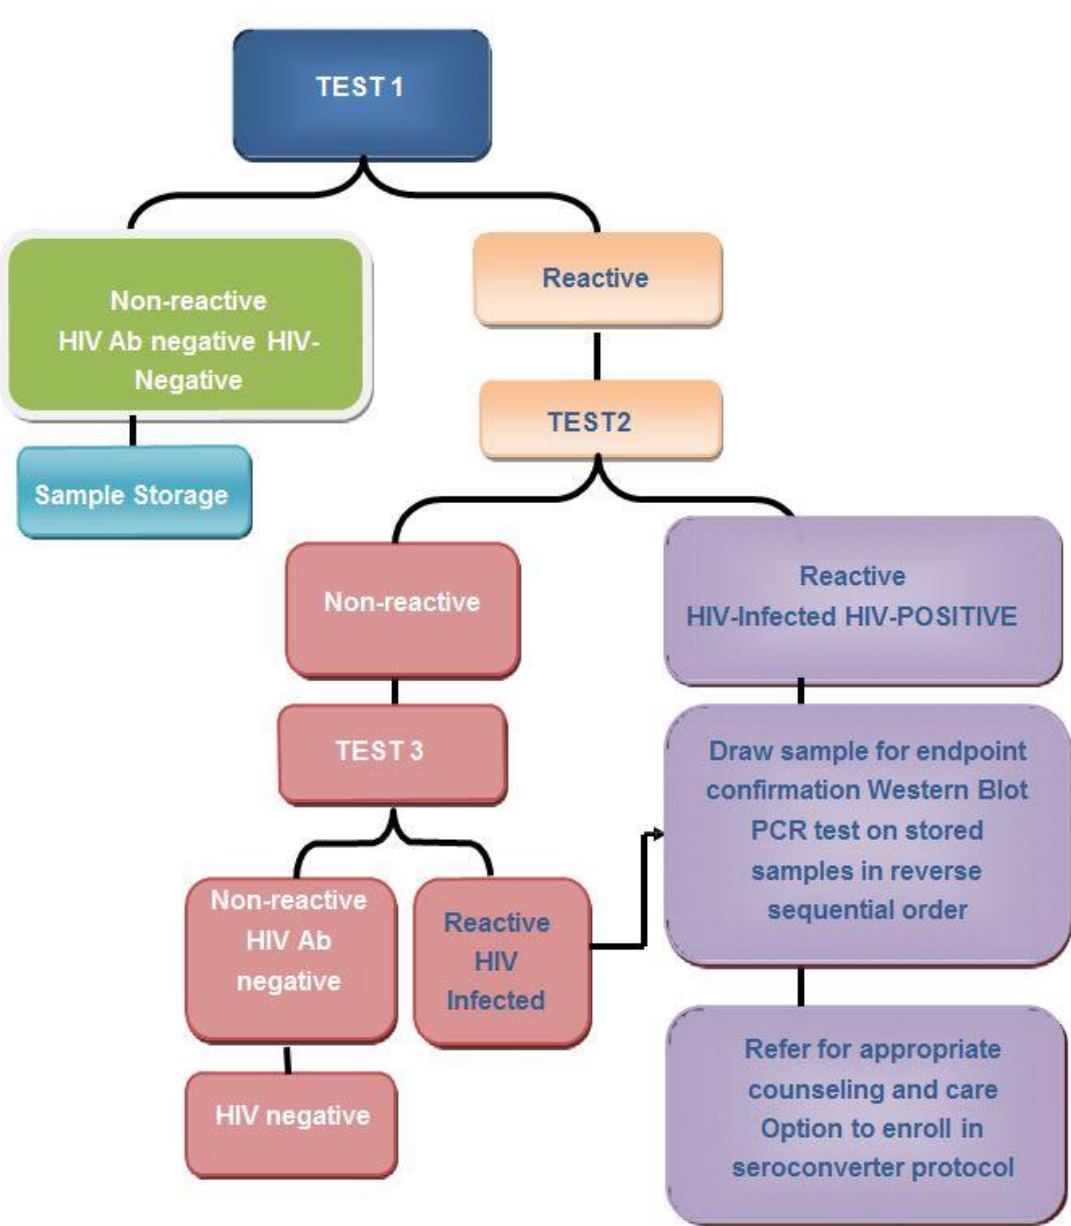 TEST 1
Non-reactive
HIV Ab negative HIV-
Negative
Reactive
TEST2
Sample Storage
Non-reactive
Reactive
HIV-Infected HIV-POSITIVE
TEST 3
Draw sample for endpoint
confirmation Western Blot
PCR test on stored
samples in reverse
sequential order
Non-reactive
HIV Ab
negative
Reactive
HIV
Infected
HIV negative
Refer for appropriate
counseling and care
Option to enroll in
seroconverter protocol